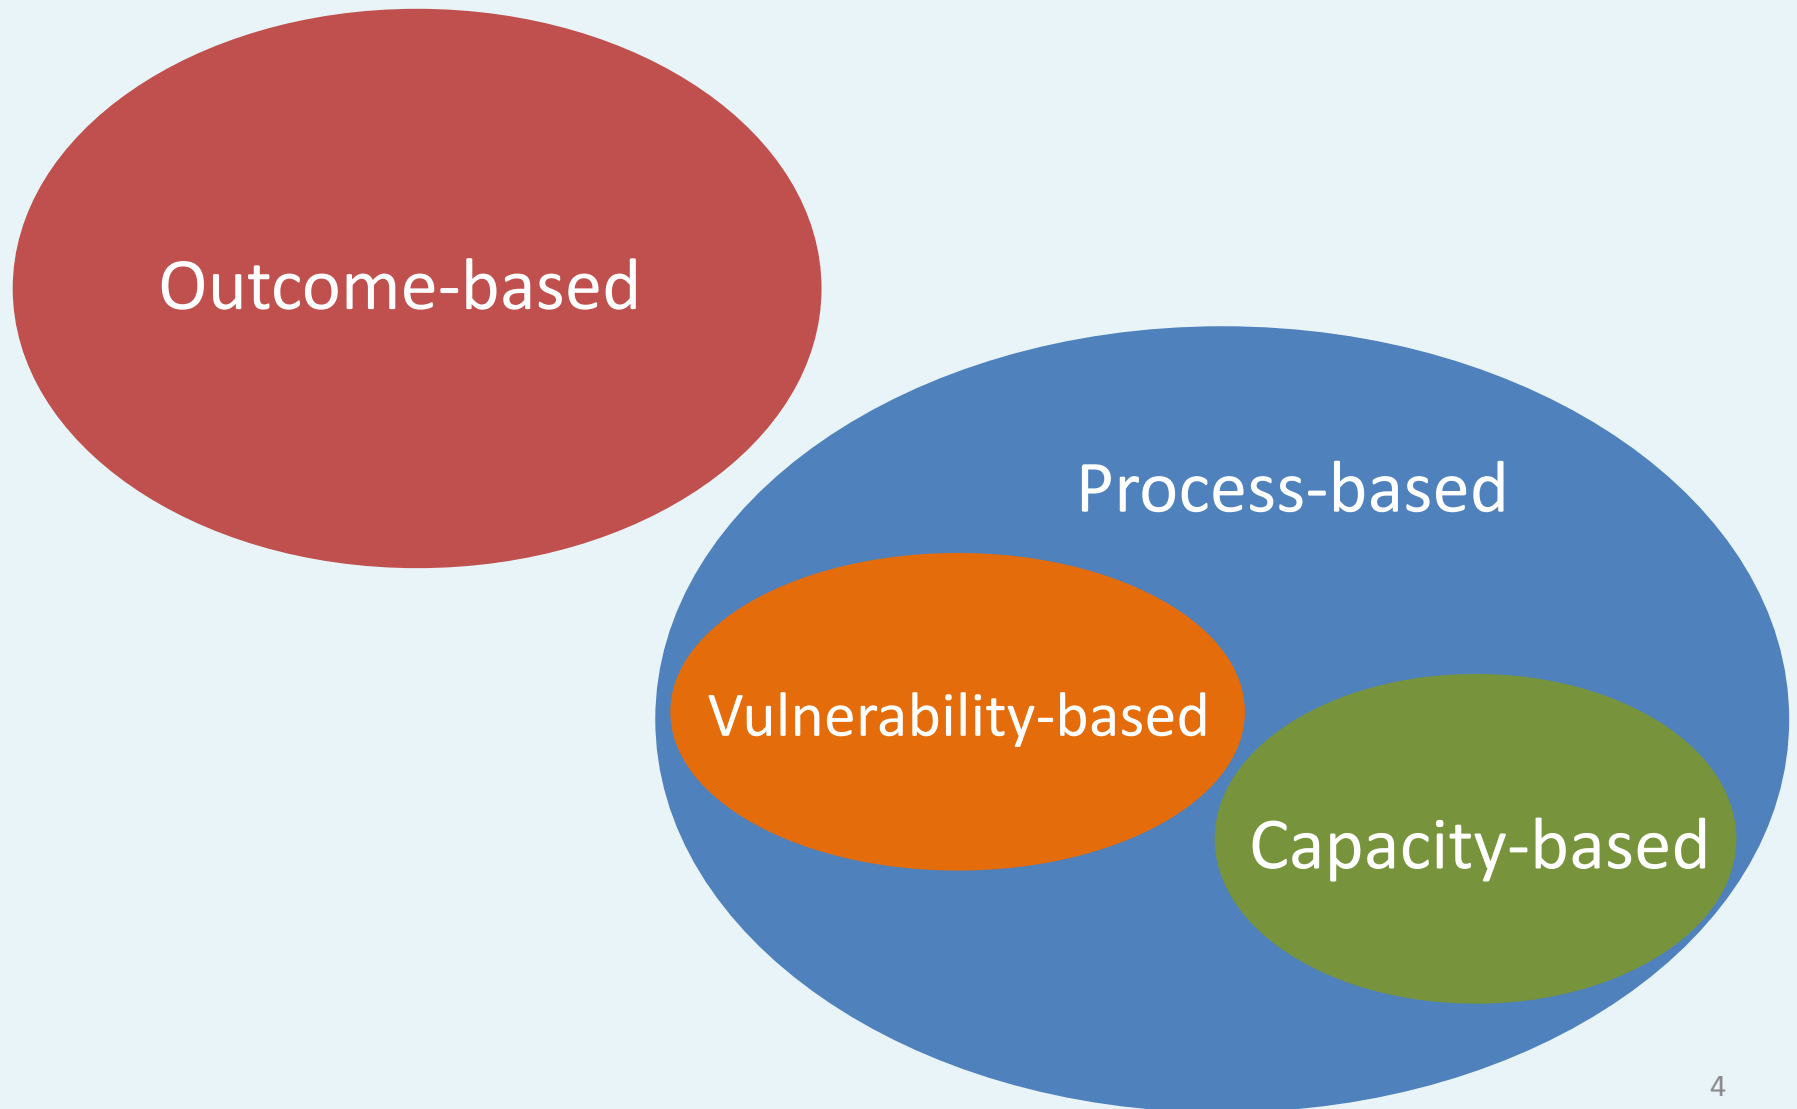 Outcome-based
Process-based
Vulnerability-based
Capacity-based
4